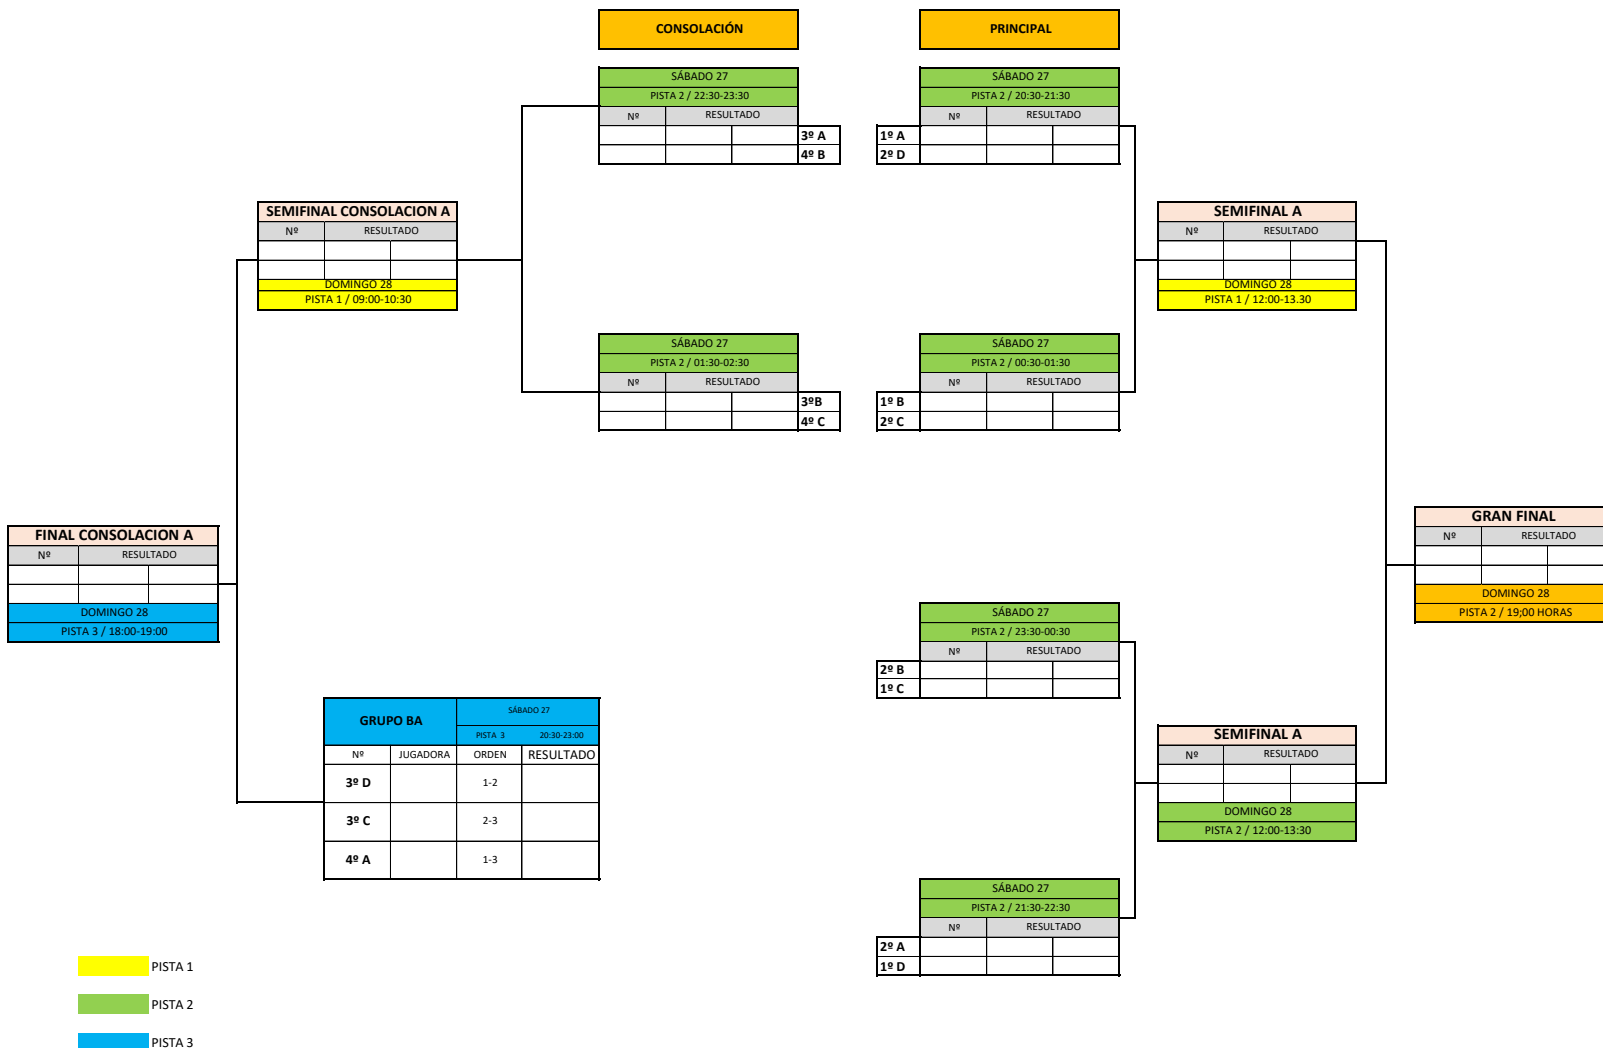 CONSOLACIÓN
PRINCIPAL
SÁBADO 27
PISTA 2 / 22:30-23:30
Nº RESULTADO
3º A
4º B
SÁBADO 27
PISTA 2 / 20:30-21:30
Nº RESULTADO
1º A
2º D
SEMIFINAL CONSOLACION A
Nº RESULTADO
DOMINGO 28
PISTA 1 / 09:00-10:30
SEMIFINAL A
Nº RESULTADO
DOMINGO 28
PISTA 1 / 12:00-13.30
SÁBADO 27
PISTA 2 / 01:30-02:30
Nº RESULTADO
3ºB
4º C
SÁBADO 27
PISTA 2 / 00:30-01:30
Nº RESULTADO
1º B
2º C
FINAL CONSOLACION A
Nº RESULTADO
DOMINGO 28
PISTA 3 / 18:00-19:00
GRAN FINAL
Nº RESULTADO
DOMINGO 28
PISTA 2 / 19;00 HORAS
SÁBADO 27
PISTA 2 / 23:30-00:30
Nº RESULTADO
2º B
1º C
GRUPO BA
SÁBADO 27
PISTA 3 20:30-23:00
Nº JUGADORA ORDEN RESULTADO
3º D 1-2
3º C 2-3
4º A 1-3
SEMIFINAL A
Nº RESULTADO
DOMINGO 28
PISTA 2 / 12:00-13:30
SÁBADO 27
PISTA 2 / 21:30-22:30
Nº RESULTADO
2º A
1º D
PISTA 1
PISTA 2
PISTA 3